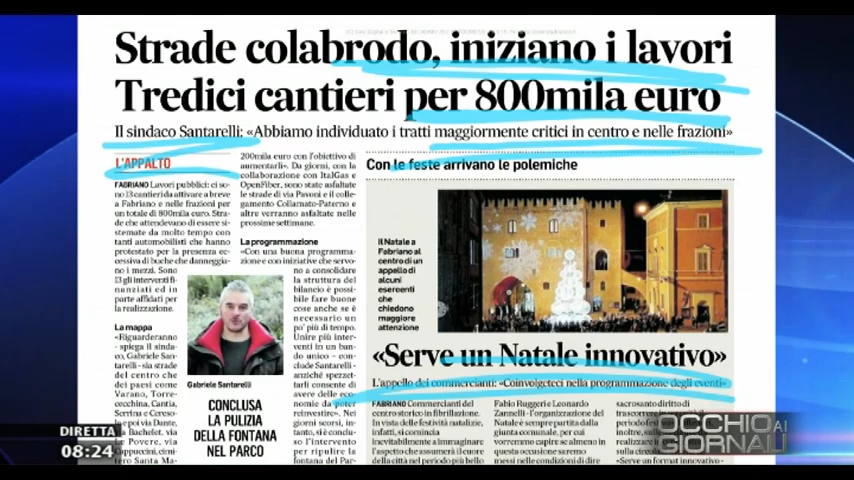 Strade colabrodo, iniziano i lavori
Tredici cantieri per 800mila euro
Il sindaco Santarelli: «Abbiamo individuato i tratti maggiormente critici in centro e nelle frazioni»
L'APPALTO
FABRIANO Lavori pubblici: ci so-
no 13 cantieri da attivare a breve
a Fabriano e nelle frazioni per
un totale di 800mila euro. Stra-
de che attendevano di essere si-
stemate da molto tempo con
tanti automobilisti che hanno
protestato per la presenza ec-
cessiva di buche che danneggia-
no i mezzi. Sono
13 gli interventi fi-
nanziati ed in
parte affidati per
la realizzazione.
La mappa
«Riguarderanno
- spiega il sinda-
co, Gabriele San-
tarelli - sia strade
del centro che
dei paesi come
Varano, Torre-
cecchina, Cantia,
Serrina e Cereso-
la e poi via Dante,
via Bachelet, via
le Povere, via
Cappuccini, cimi-
tero Santa Ma-
200mila euro con l'obiettivo di
aumentarli». Da giorni, con la
collaborazione con ItalGas e
OpenFiber, sono state asfaltate
le strade di via Pavoni e il colle-
gamento Collamato-Paterno e
altre verranno asfaltate nelle
prossime settimane.
La programmazione
«Con una buona programma-
zione e con iniziative che servo-
no a consolidare
la struttura del
bilancio è possi-
bile fare buone
cose anche se è
necessario un
po' più di tempo.
Unire più inter-
venti in un ban-
do unico – con-
clude Santarelli -
anziché spezzet-
tarli consente di
avere delle eco-
nomie da poter
reinvestire». Nei
giorni scorsi, in-
tanto, si è conclu-
so l'intervento
per ripulire la
fontana del Par-
Gabriele Santarelli
CONCLUSA
LA PULIZIA
DELLA FONTANA
NEL PARCO
Con le feste arrivano le polemiche
Il Natale a
Fabriano al
centro di un
appello di
alcuni
esercenti
che
chiedono
maggiore
attenzione
«Serve un Natale innovativo»
L'appello dei commercianti: «Coinvolgeteci nella programmazione degli eventi»
FABRIANO Commercianti del
centro storico in fibrillazione.
In vista delle festività natalizie,
infatti, si comincia
inevitabilmente a immaginare
l'aspetto che assumerà il cuore
della città nel periodo più bello
Fabio Ruggeri e Leonardo
Zannelli - l'organizzazione del
Natale è sempre partita dalla
giunta comunale, per cui
vorremmo capire se almeno in
questa occasione saremo
messi nelle condizioni di dire
sacrosanto diritto di
trascorrere
«Serve un format innovativo -
DIRETTA
08:24
OCCHIO AI
GIORNALI